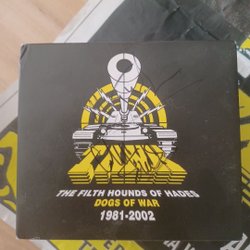 TANK
THE FILTH HOUNDS OF HADES
DOGS OF WAR
1981-2002